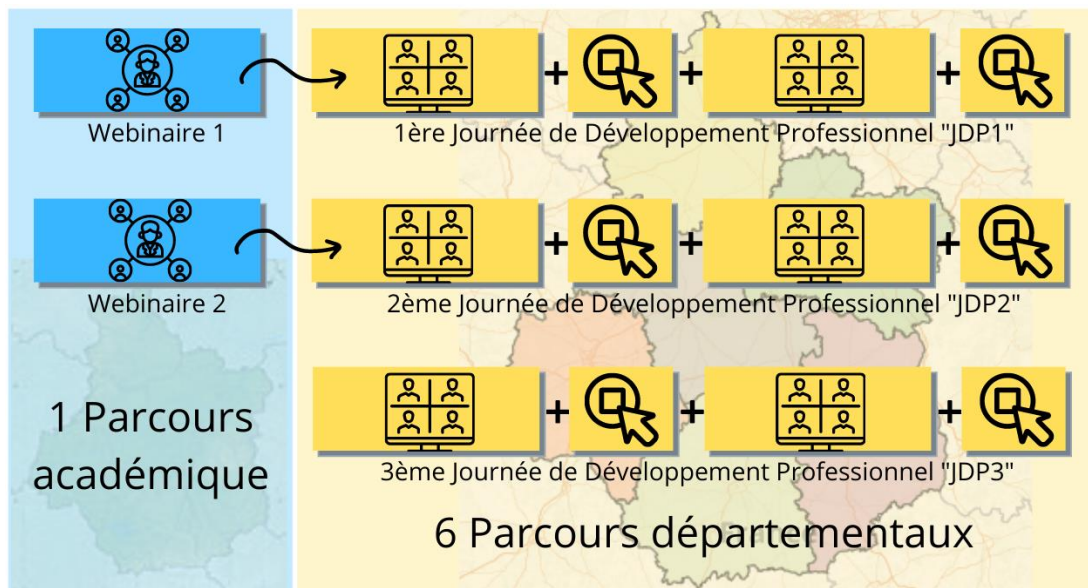 Webinaire 1
+
+
+
1ère Journée de Développement Professionnel "JDP1"
Webinaire 2
+
+
+
2ème Journée de Développement Professionnel "JDP2"
+
+
+
3ème Journée de Développement Professionnel "JDP3"
1 Parcours
académique
6 Parcours départementaux